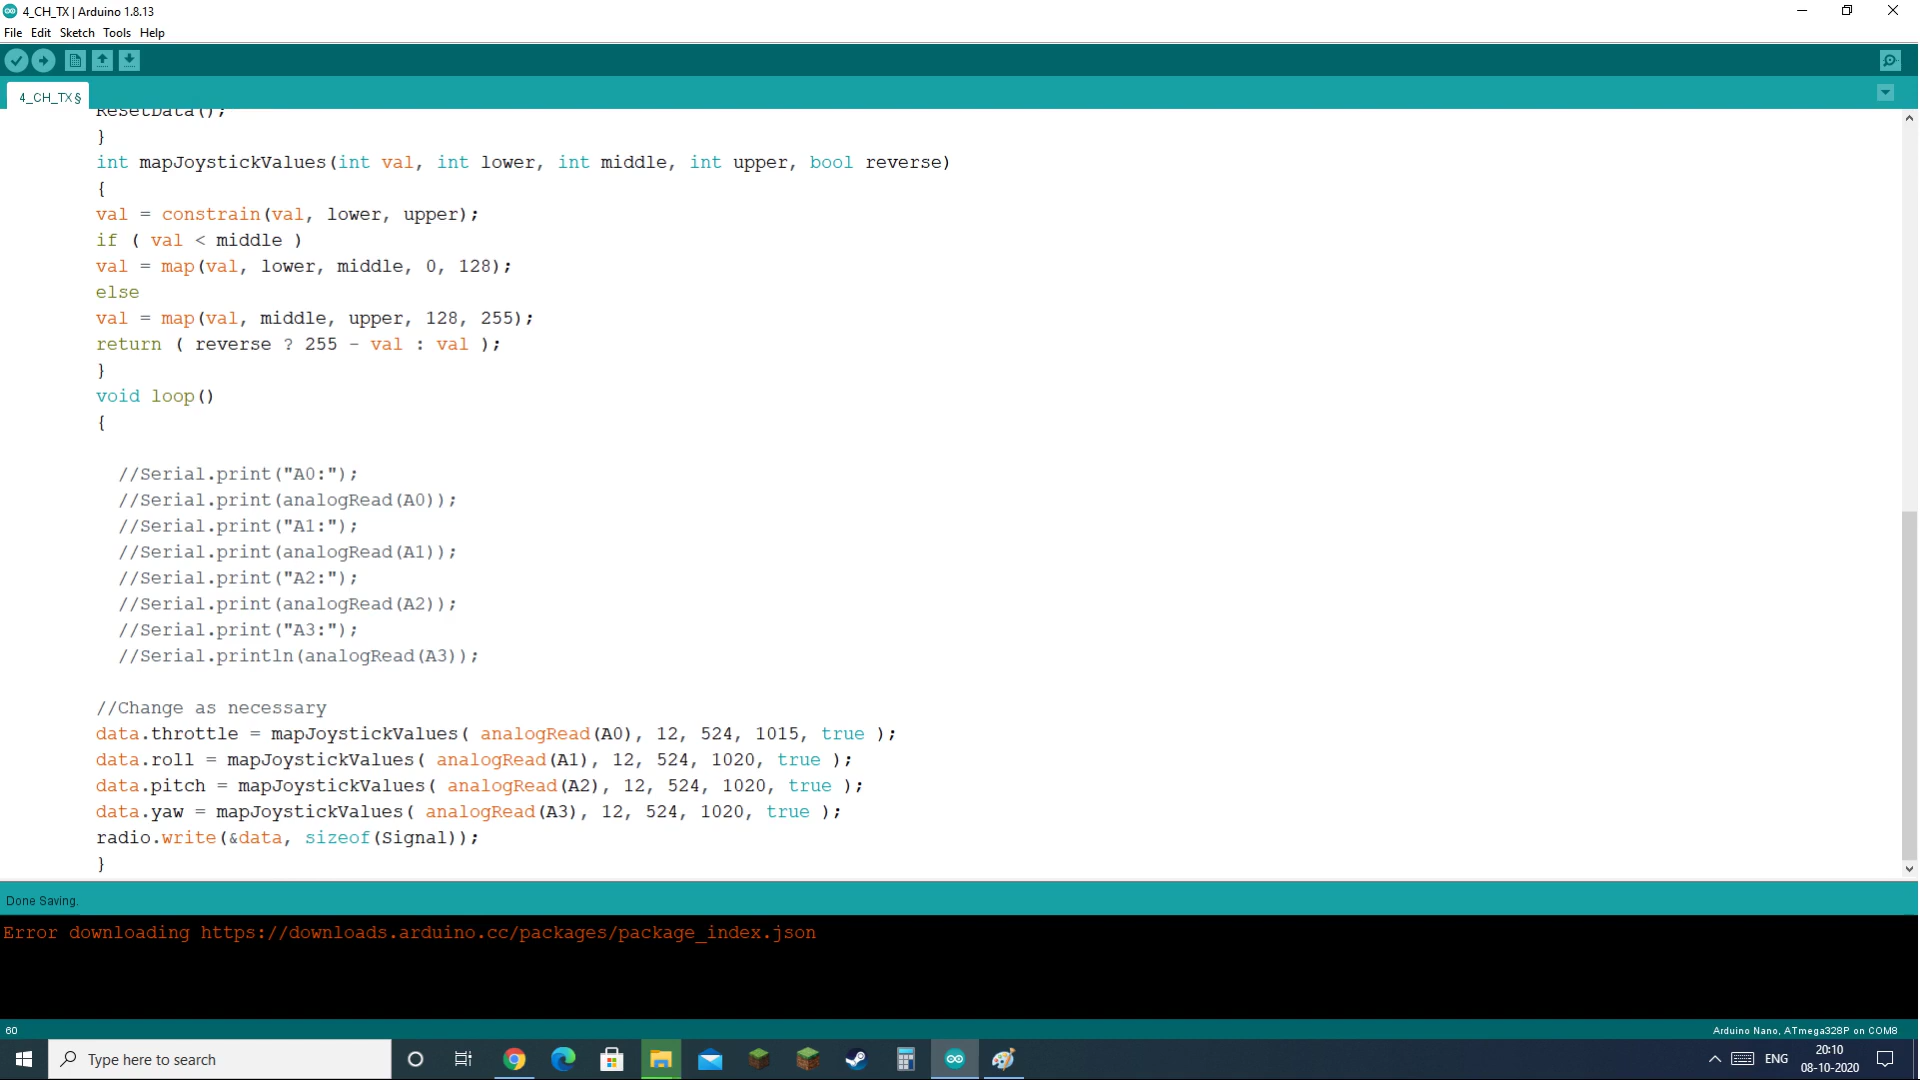 4_CH_TX | Arduino 1.8.13
File Edit Sketch Tools Help
4_CH_TX §
ResetData();
}
int mapJoystickValues(int val, int lower, int middle, int upper, bool reverse)
{
val = constrain(val, lower, upper);
if ( val < middle )
val = map(val, lower, middle, 0, 128);
else
val = map(val, middle, upper, 128, 255);
return ( reverse ? 255 - val : val );
}
void loop()
{
//Serial.print("A0:");
//Serial.print(analogRead(A0));
//Serial.print("A1:");
//Serial.print(analogRead(A1));
//Serial.print("A2:");
//Serial.print(analogRead(A2));
//Serial.print("A3:");
//Serial.println(analogRead(A3));
//Change as necessary
data.throttle = mapJoystickValues( analogRead(A0), 12, 524, 1015, true );
data.roll = mapJoystickValues( analogRead(A1), 12, 524, 1020, true );
data.pitch = mapJoystickValues( analogRead(A2), 12, 524, 1020, true );
data.yaw = mapJoystickValues( analogRead(A3), 12, 524, 1020, true );
radio.write(&data, sizeof(Signal));
}
Done Saving.
Error downloading https://downloads.arduino.cc/packages/package_index.json
60
Arduino Nano, ATmega328P on COM8
Type here to search
ENG
20:10
08-10-2020